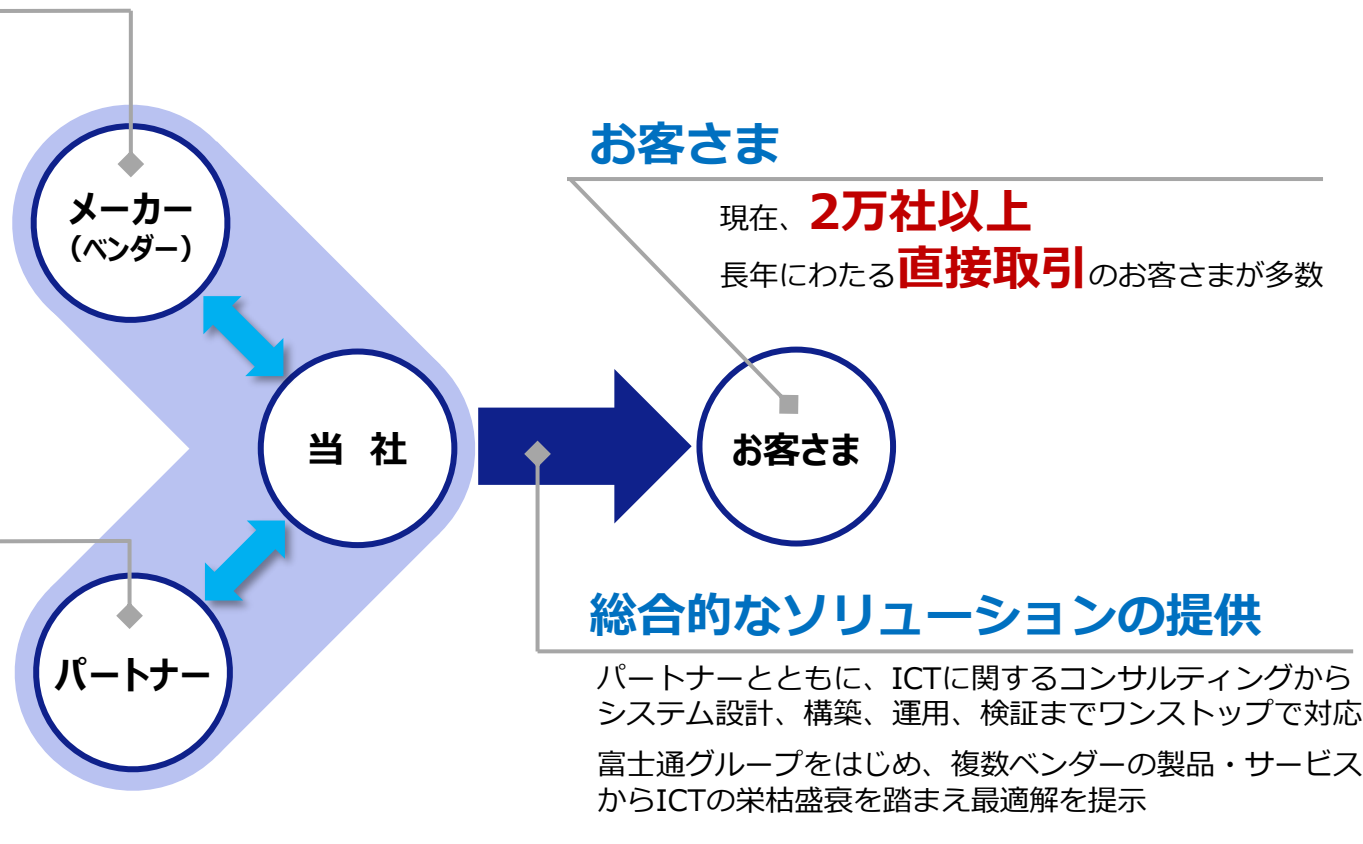 お客さま
現在、2万社以上
長年にわたる直接取引のお客さまが多数
メーカー
（ベンダー）
当 社
お客さま
パートナー
総合的なソリューションの提供
パートナーとともに、ICTに関するコンサルティングから
システム設計、構築、運用、検証までワンストップで対応
富士通グループをはじめ、複数ベンダーの製品・サービス
からICTの栄枯盛衰を踏まえ最適解を提示